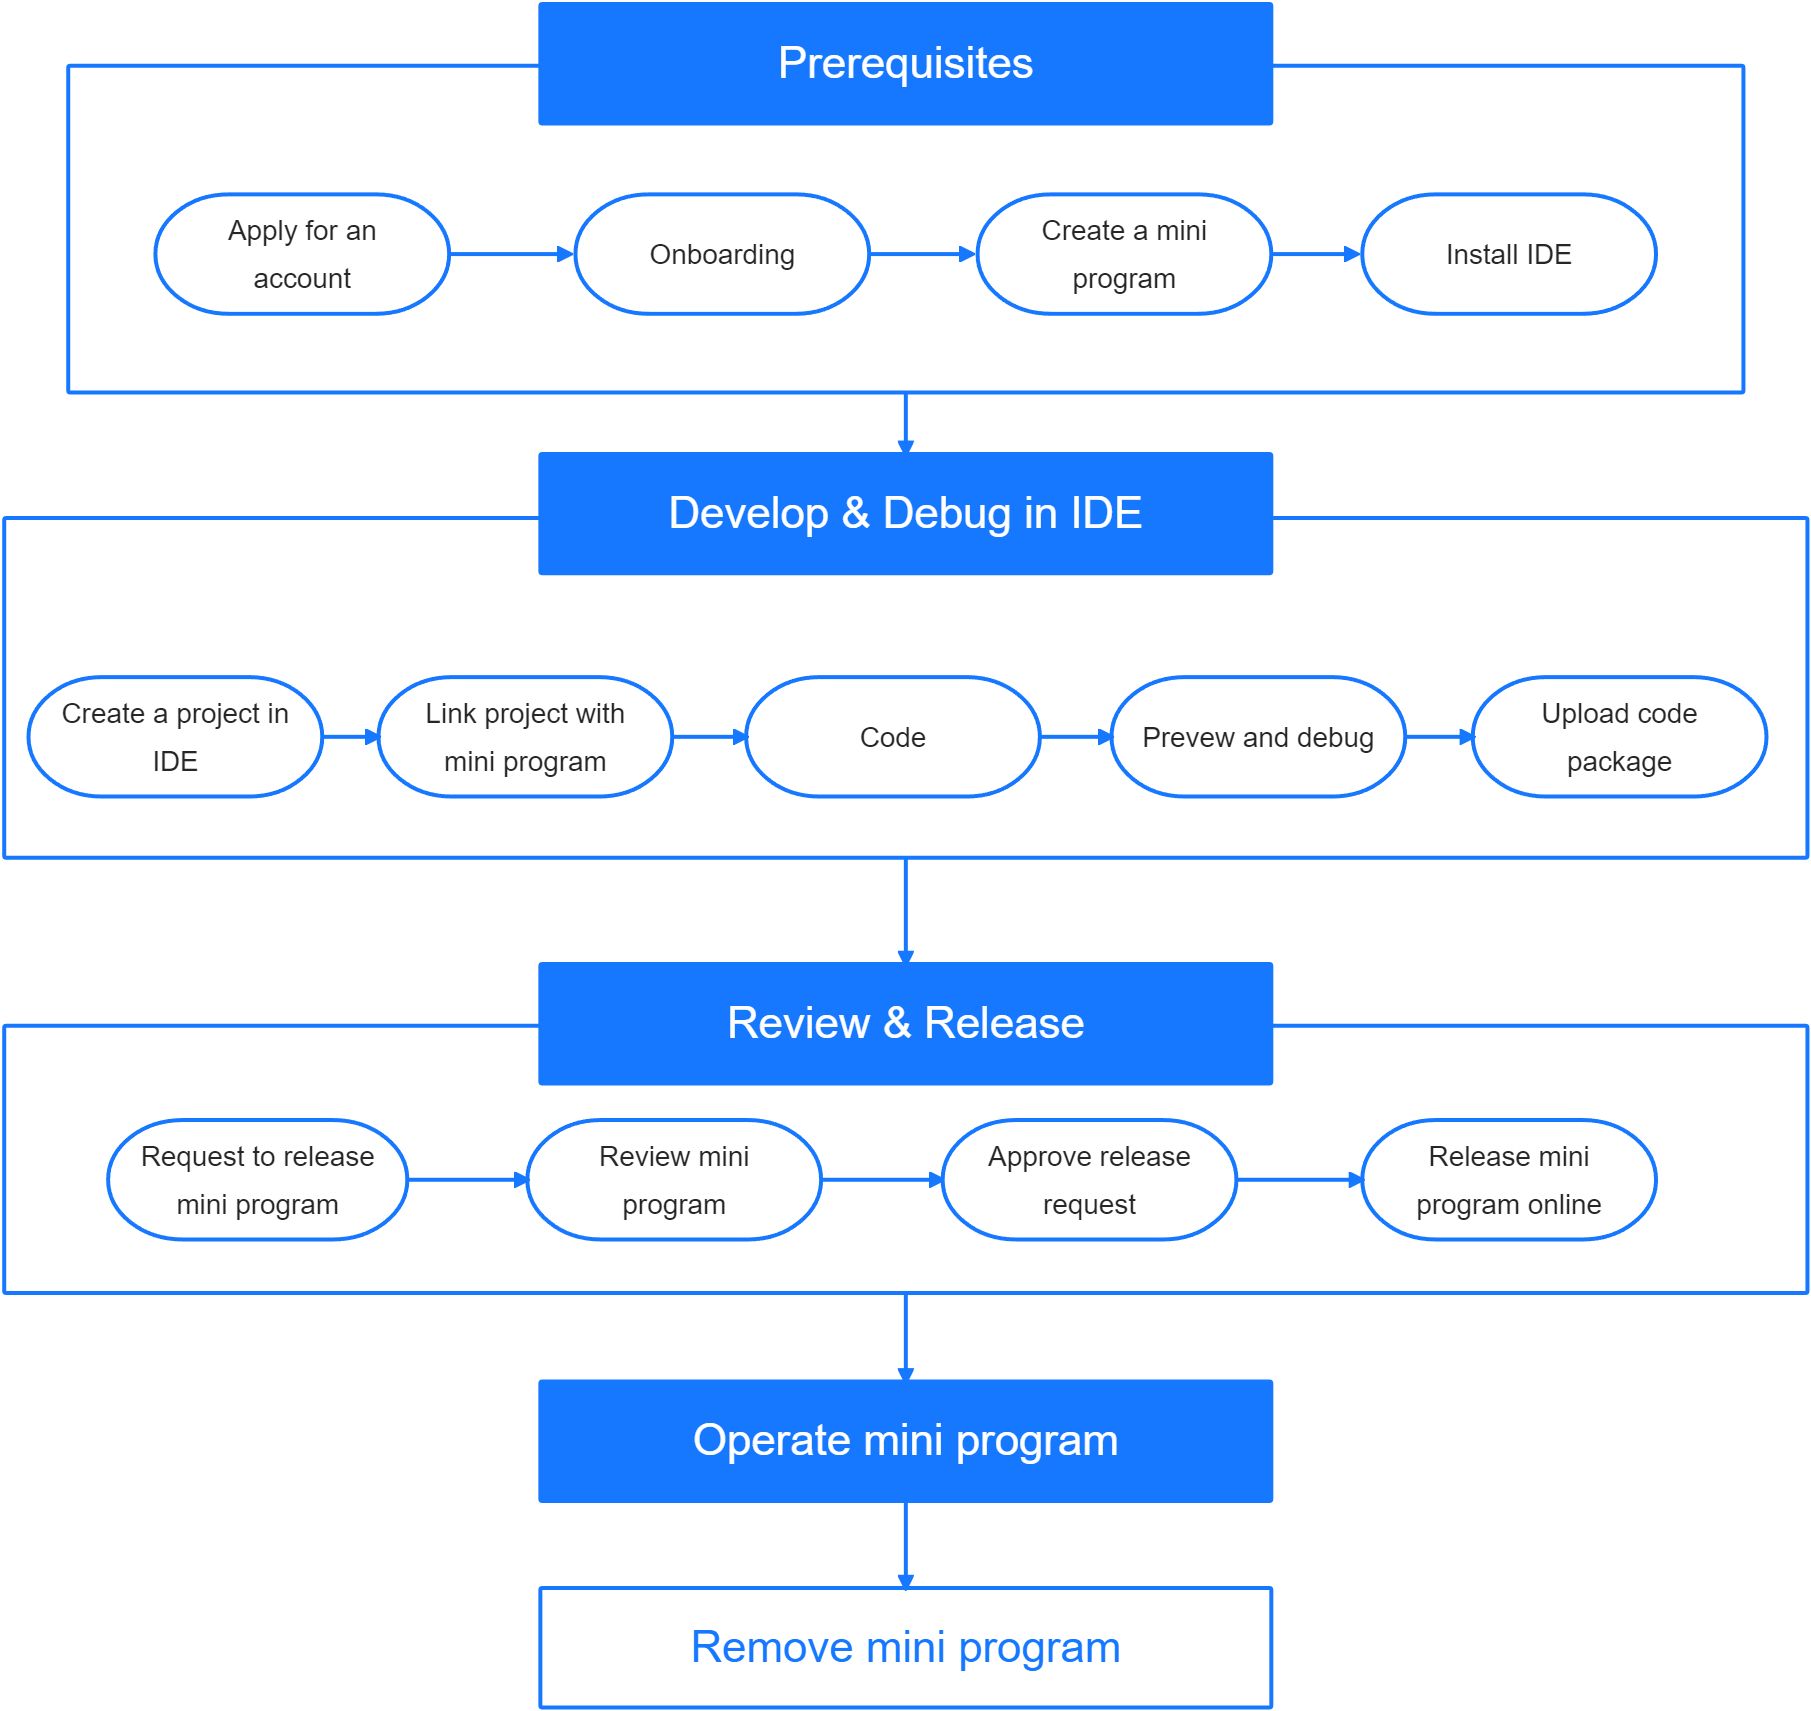 Prerequisites
Apply for an
account
Onboarding
Create a mini
program
Install IDE
Develop & Debug in IDE
Create a project in
IDE
Link project with
mini program
Code
Prevew and debug
Upload code
package
Review & Release
Request to release
mini program
Review mini
program
Approve release
request
Release mini
program online
Operate mini program
Remove mini program